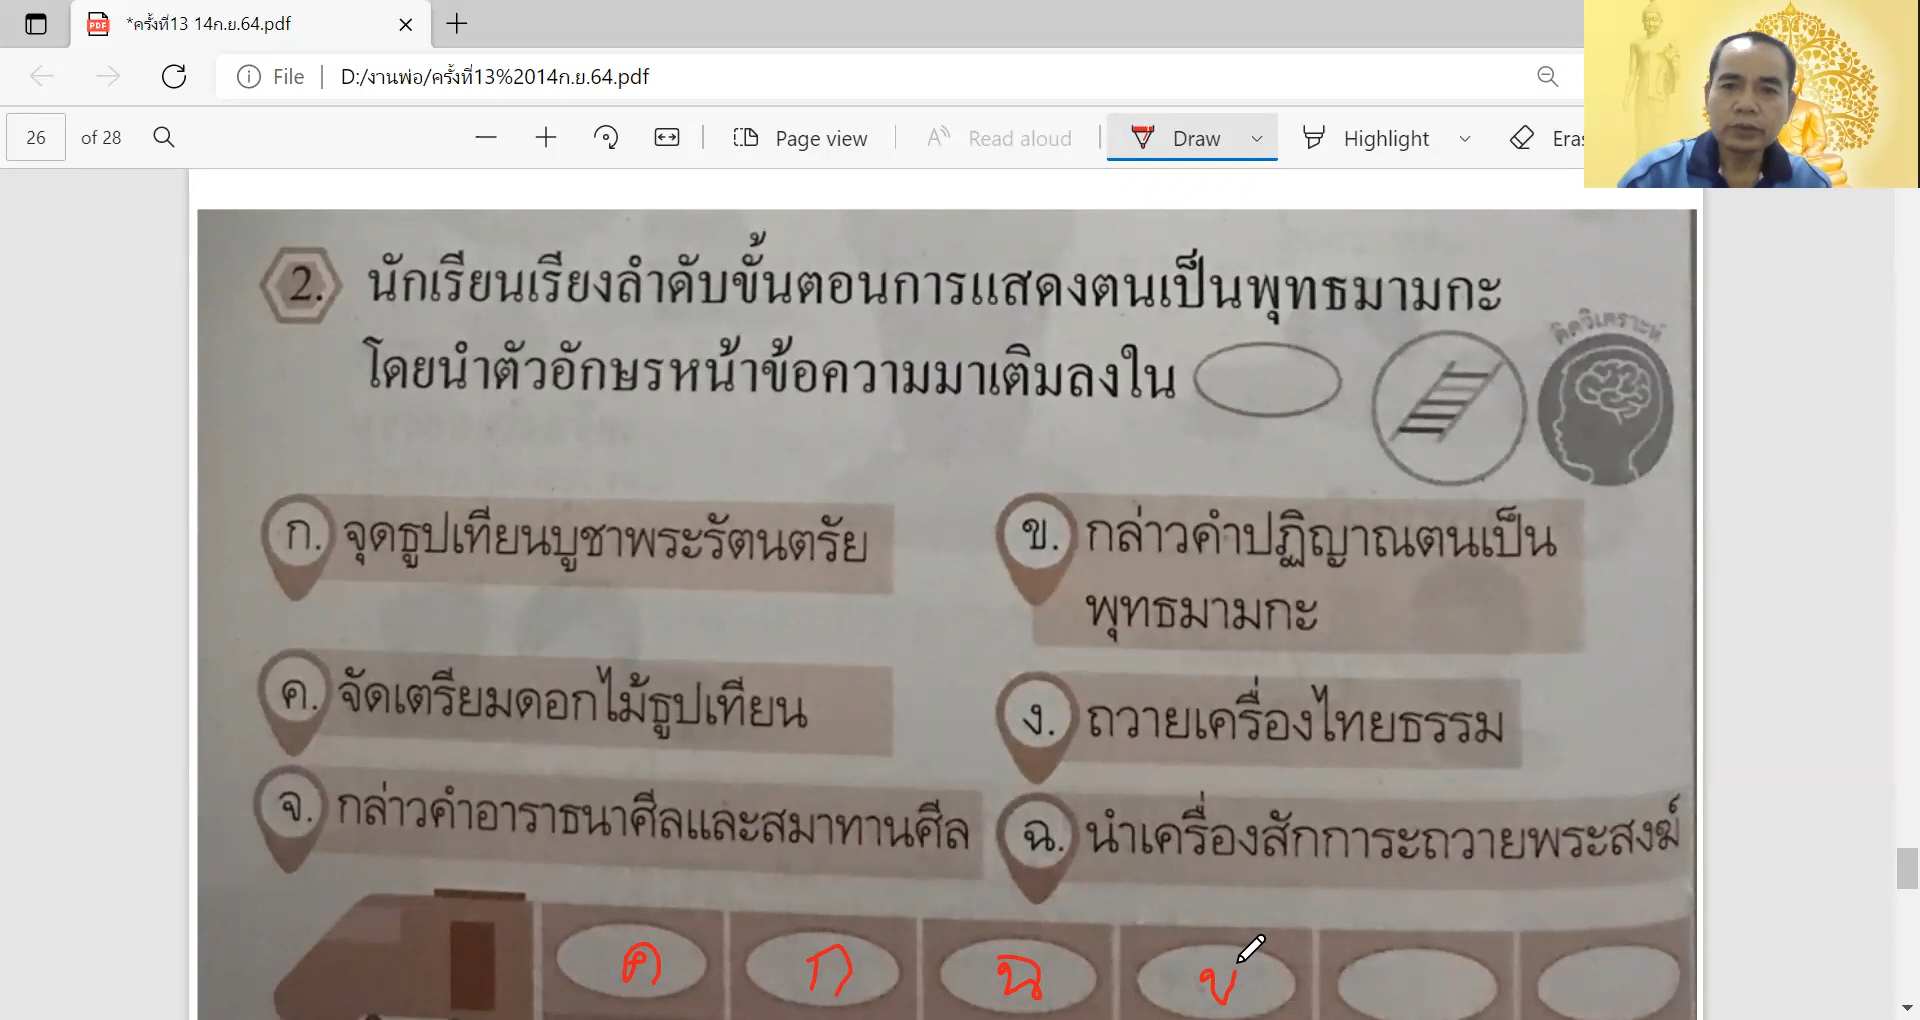 *ครั้งที่13 14ก.ย.64.pdf
File
D:/งานพ่อ/ครั้งที่13%2014ก.ย.64.pdf
26 of 28
Page view
Read aloud
Draw
Highlight
Eras
2. นักเรียนเรียงลำดับขั้นตอนการแสดงตนเป็นพุทธมามกะ
โดยนำตัวอักษรหน้าข้อความมาเติมลงใน
คิดวิเคราะห์
ก. จุดธูปเทียนบูชาพระรัตนตรัย
ข. กล่าวคำปฏิญาณตนเป็น
พุทธมามกะ
ค. จัดเตรียมดอกไม้ธูปเทียน
ง. ถวายเครื่องไทยธรรม
จ. กล่าวคำอาราธนาศีลและสมาทานศีล
ฉ. นำเครื่องสักการะถวายพระสงฆ์
ค ก ฉ ข